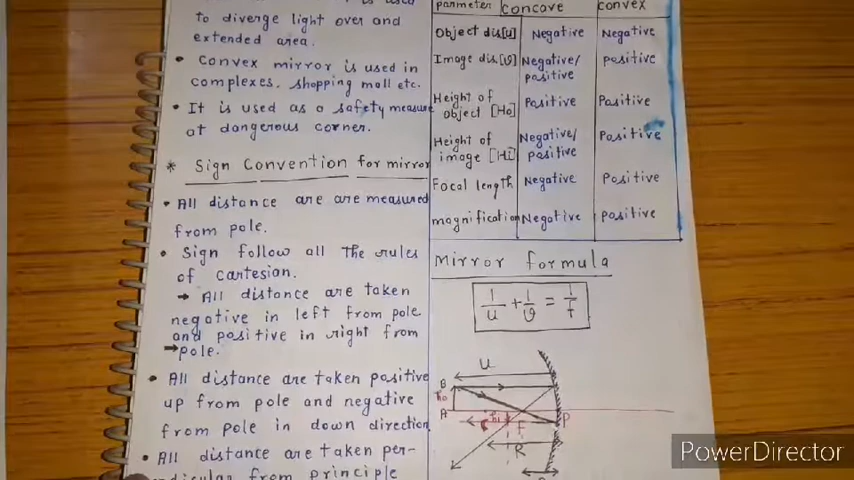 to diverge light over and
extended area.
• Convex mirror is used in
complexes, shopping mall etc.
• It is used as a safety measure
at dangerous corner.
* Sign Convention for mirror
• All distance are are measured
from pole.
• Sign follow all the rules
of cartesian.
→ All distance are taken
negative in left from pole
and positive in right from
→ pole.
• All distance are taken positive
up from pole and negative
from pole in down direction
• All distance are taken per-
from principle
parmeter concave convex
Object dis[u] Negative Negative
Image dis[v] Negative/ positive
positive
Height of Positive Positive
object [Ho]
Height of Negative/ Positive
image [Hi] positive
Focal length Negative Positive
magnification Negative positive
Mirror formula
1/u + 1/v = 1/f
u
B
ho
A
hi
F
P
R
PowerDirector